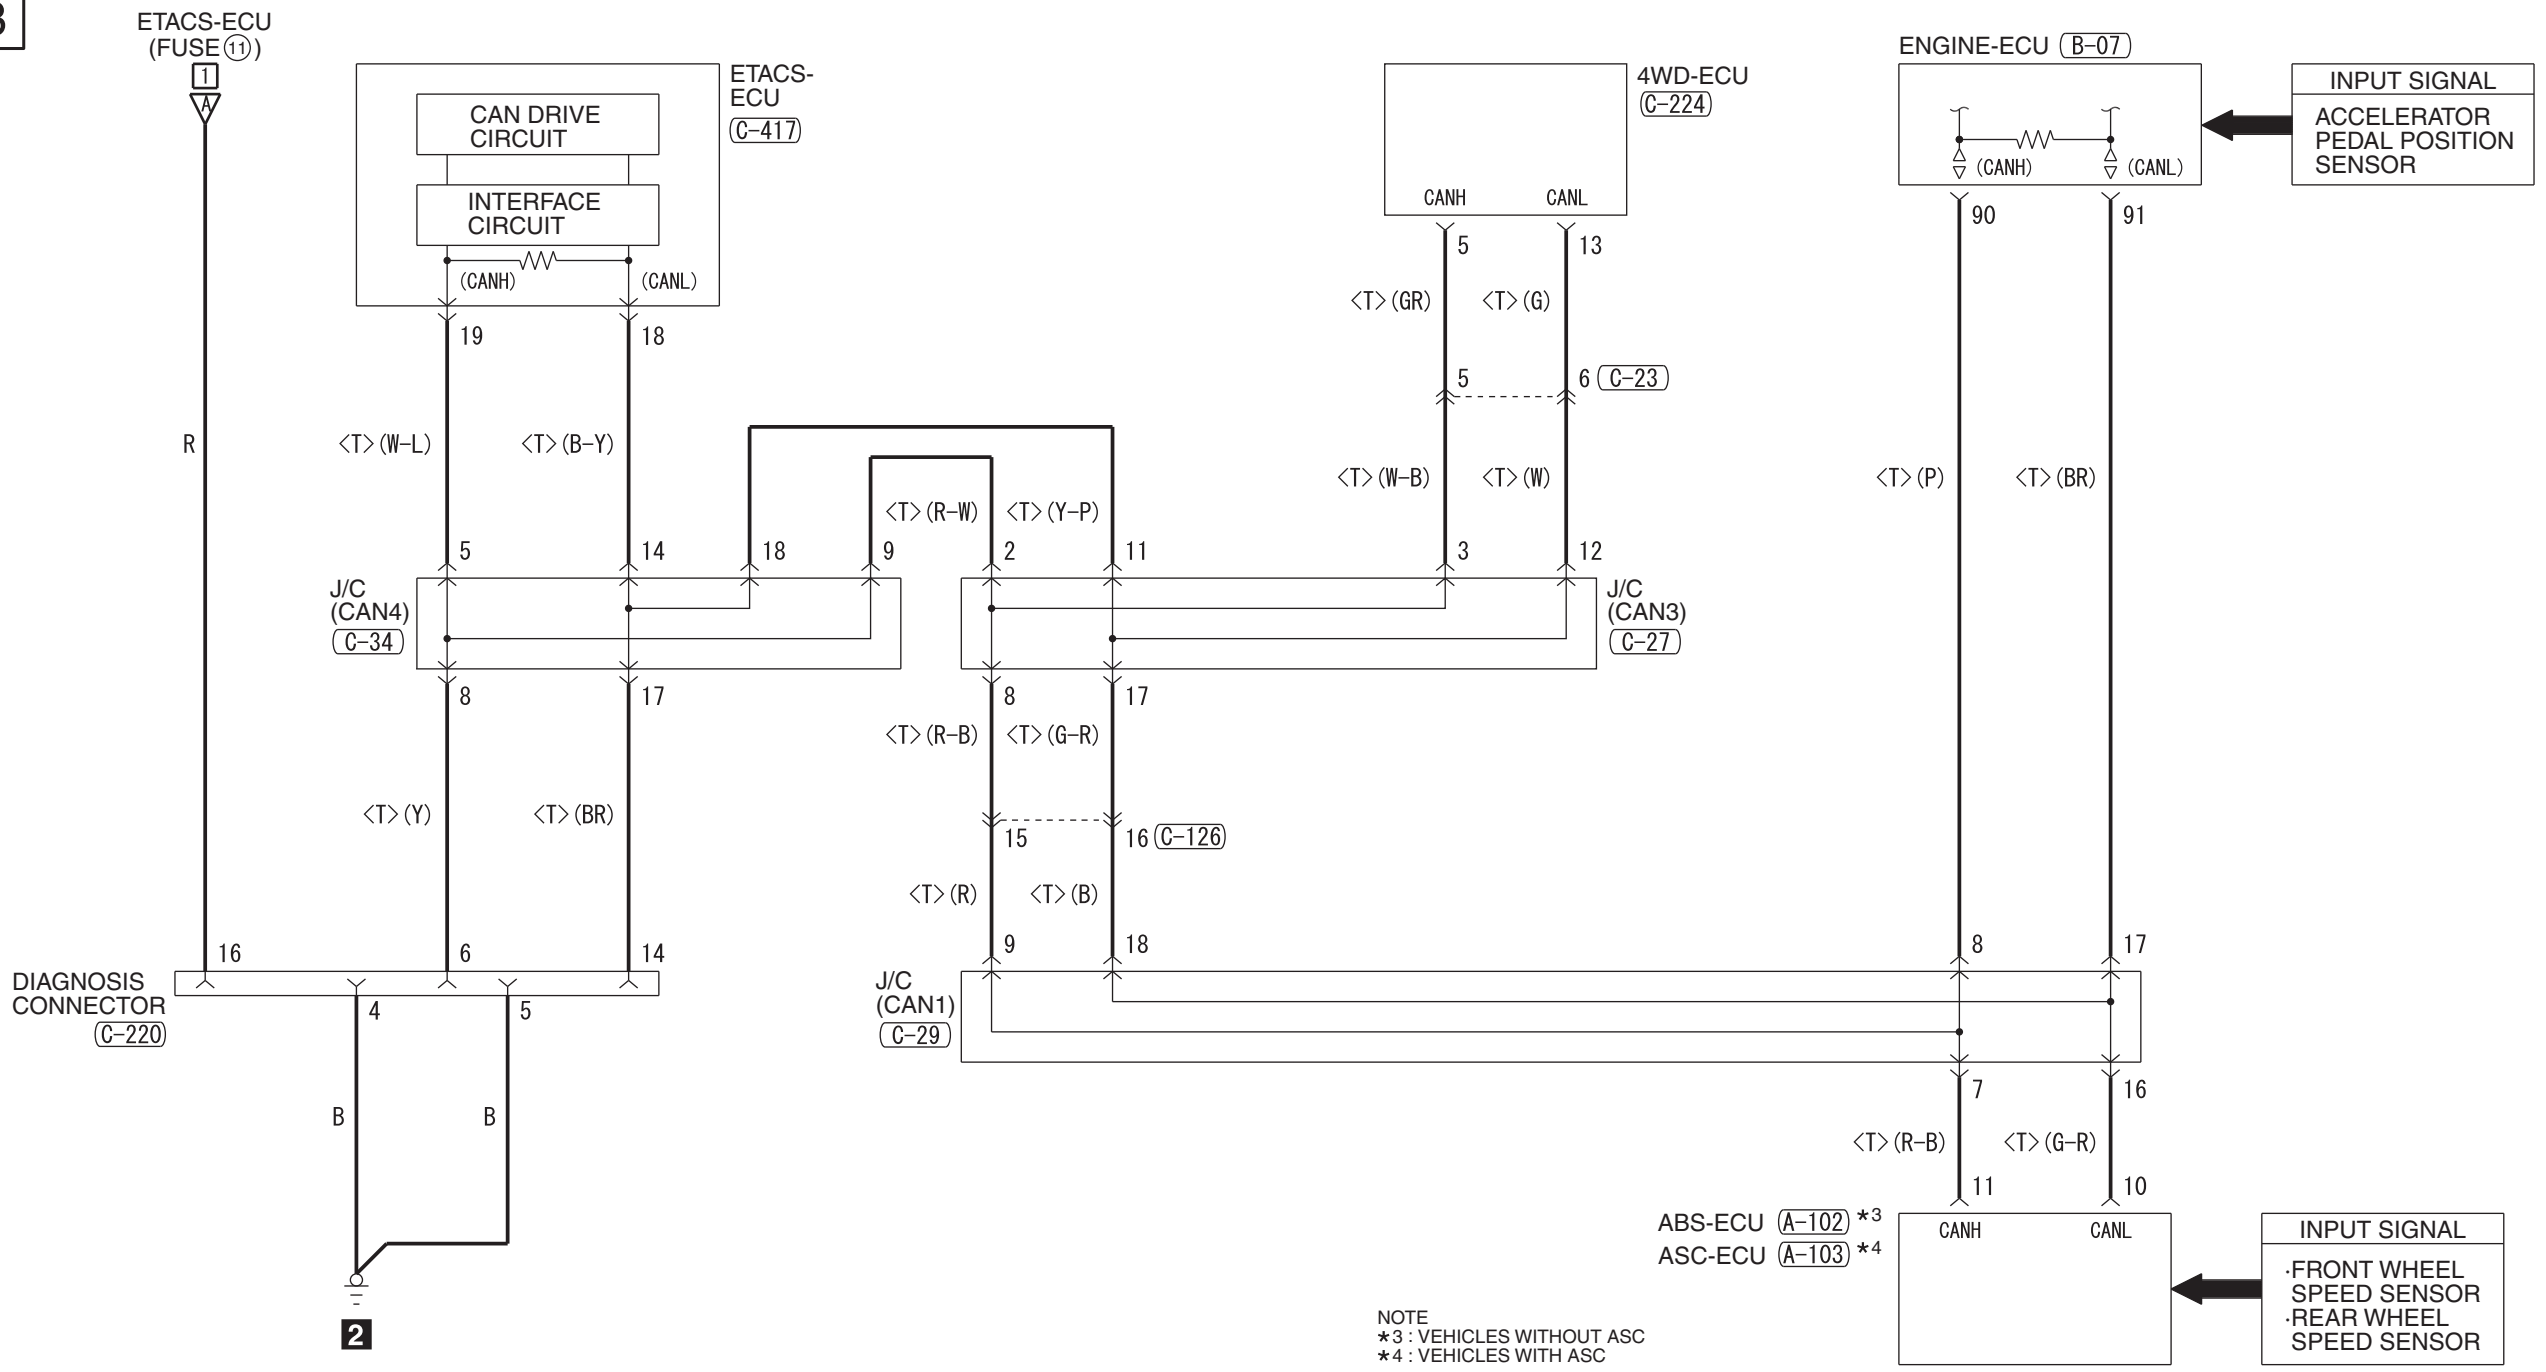 3
ETACS-ECU
(FUSE 11)
1
A
R
ETACS-
ECU
C-417
CAN DRIVE
CIRCUIT
INTERFACE
CIRCUIT
(CANH)
(CANL)
19
18
<T>(W-L)
<T>(B-Y)
4WD-ECU
C-224
CANH
CANL
5
13
<T>(GR)
<T>(G)
5
6
C-23
<T>(W-B)
<T>(W)
ENGINE-ECU
B-07
(CANH)
(CANL)
90
91
<T>(P)
<T>(BR)
INPUT SIGNAL
ACCELERATOR
PEDAL POSITION
SENSOR
<T>(R-W)
<T>(Y-P)
5
14
18
9
2
11
3
12
J/C
(CAN4)
C-34
J/C
(CAN3)
C-27
8
17
8
17
<T>(R-B)
<T>(G-R)
<T>(Y)
<T>(BR)
15
16
C-126
<T>(R)
<T>(B)
16
6
14
9
18
8
17
DIAGNOSIS
CONNECTOR
C-220
4
5
J/C
(CAN1)
C-29
7
16
B
B
<T>(R-B)
<T>(G-R)
11
10
ABS-ECU A-102 *3
ASC-ECU A-103 *4
CANH
CANL
INPUT SIGNAL
·FRONT WHEEL
SPEED SENSOR
·REAR WHEEL
SPEED SENSOR
2
NOTE
*3 : VEHICLES WITHOUT ASC
*4 : VEHICLES WITH ASC